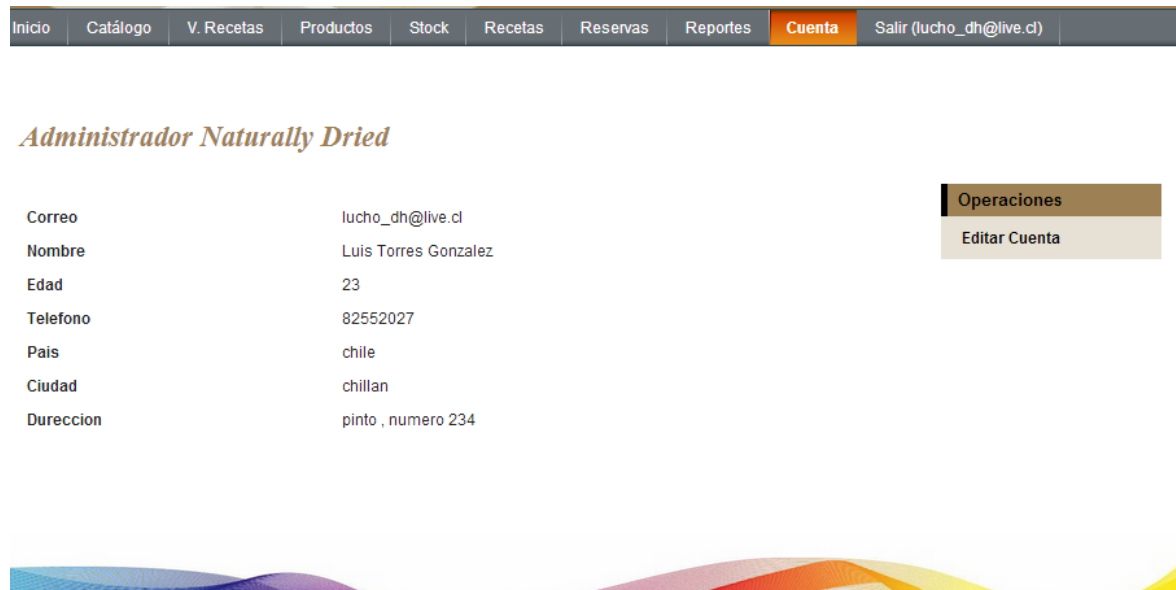 Inicio Catálogo V. Recetas Productos Stock Recetas Reservas Reportes Cuenta Salir (lucho_dh@live.cl)
Administrador Naturally Dried
Correo lucho_dh@live.cl
Nombre Luis Torres Gonzalez
Edad 23
Telefono 82552027
Pais chile
Ciudad chillan
Dureccion pinto , numero 234
Operaciones
Editar Cuenta